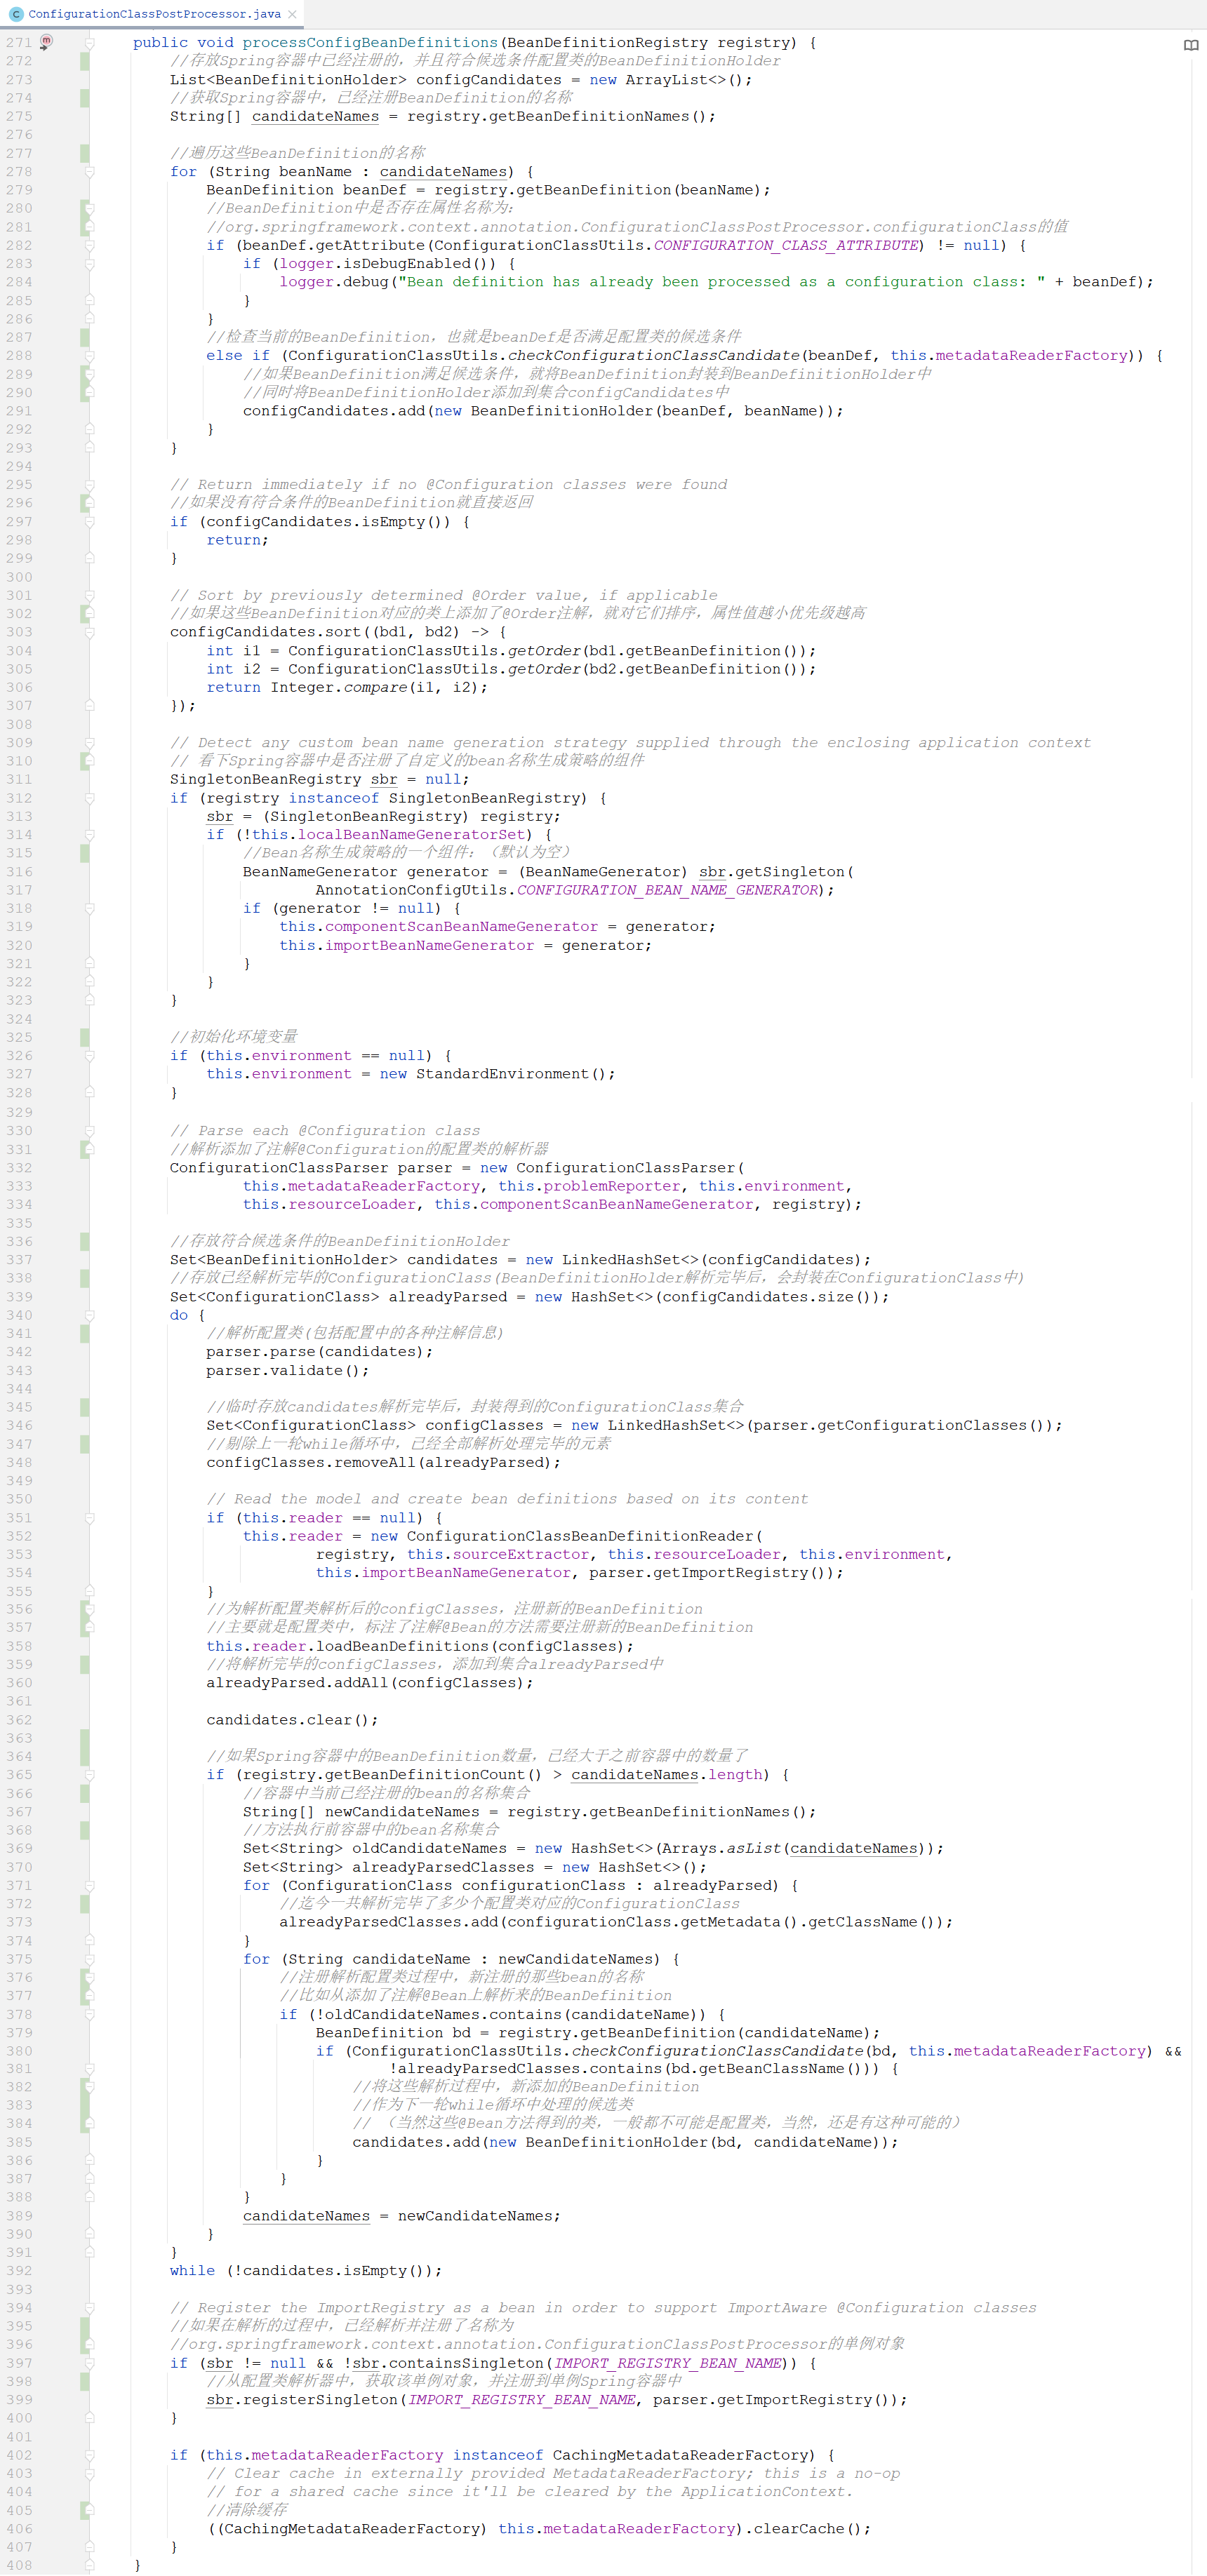 ConfigurationClassPostProcessor.java
271 public void processConfigBeanDefinitions(BeanDefinitionRegistry registry) {
272 //存放Spring容器中已经注册的，并且符合候选条件配置类的BeanDefinitionHolder
273 List<BeanDefinitionHolder> configCandidates = new ArrayList<>();
274 //获取Spring容器中，已经注册BeanDefinition的名称
275 String[] candidateNames = registry.getBeanDefinitionNames();
276
277 //遍历这些BeanDefinition的名称
278 for (String beanName : candidateNames) {
279 BeanDefinition beanDef = registry.getBeanDefinition(beanName);
280 //BeanDefinition中是否存在属性名称为：
281 //org.springframework.context.annotation.ConfigurationClassPostProcessor.configurationClass的值
282 if (beanDef.getAttribute(ConfigurationClassUtils.CONFIGURATION_CLASS_ATTRIBUTE) != null) {
283 if (logger.isDebugEnabled()) {
284 logger.debug("Bean definition has already been processed as a configuration class: " + beanDef);
285 }
286 }
287 //检查当前的BeanDefinition，也就是beanDef是否满足配置类的候选条件
288 else if (ConfigurationClassUtils.checkConfigurationClassCandidate(beanDef, this.metadataReaderFactory)) {
289 //如果BeanDefinition满足候选条件，就将BeanDefinition封装到BeanDefinitionHolder中
290 //同时将BeanDefinitionHolder添加到集合configCandidates中
291 configCandidates.add(new BeanDefinitionHolder(beanDef, beanName));
292 }
293 }
294
295 // Return immediately if no @Configuration classes were found
296 //如果没有符合条件的BeanDefinition就直接返回
297 if (configCandidates.isEmpty()) {
298 return;
299 }
300
301 // Sort by previously determined @Order value, if applicable
302 //如果这些BeanDefinition对应的类上添加了@Order注解，就对它们排序，属性值越小优先级越高
303 configCandidates.sort((bd1, bd2) -> {
304 int i1 = ConfigurationClassUtils.getOrder(bd1.getBeanDefinition());
305 int i2 = ConfigurationClassUtils.getOrder(bd2.getBeanDefinition());
306 return Integer.compare(i1, i2);
307 });
308
309 // Detect any custom bean name generation strategy supplied through the enclosing application context
310 // 看下Spring容器中是否注册了自定义的bean名称生成策略的组件
311 SingletonBeanRegistry sbr = null;
312 if (registry instanceof SingletonBeanRegistry) {
313 sbr = (SingletonBeanRegistry) registry;
314 if (!this.localBeanNameGeneratorSet) {
315 //Bean名称生成策略的一个组件：（默认为空）
316 BeanNameGenerator generator = (BeanNameGenerator) sbr.getSingleton(
317 AnnotationConfigUtils.CONFIGURATION_BEAN_NAME_GENERATOR);
318 if (generator != null) {
319 this.componentScanBeanNameGenerator = generator;
320 this.importBeanNameGenerator = generator;
321 }
322 }
323 }
324
325 //初始化环境变量
326 if (this.environment == null) {
327 this.environment = new StandardEnvironment();
328 }
329
330 // Parse each @Configuration class
331 //解析添加了注解@Configuration的配置类的解析器
332 ConfigurationClassParser parser = new ConfigurationClassParser(
333 this.metadataReaderFactory, this.problemReporter, this.environment,
334 this.resourceLoader, this.componentScanBeanNameGenerator, registry);
335
336 //存放符合候选条件的BeanDefinitionHolder
337 Set<BeanDefinitionHolder> candidates = new LinkedHashSet<>(configCandidates);
338 //存放已经解析完毕的ConfigurationClass(BeanDefinitionHolder解析完毕后，会封装在ConfigurationClass中)
339 Set<ConfigurationClass> alreadyParsed = new HashSet<>(configCandidates.size());
340 do {
341 //解析配置类(包括配置中的各种注解信息)
342 parser.parse(candidates);
343 parser.validate();
344
345 //临时存放candidates解析完毕后，封装得到的ConfigurationClass集合
346 Set<ConfigurationClass> configClasses = new LinkedHashSet<>(parser.getConfigurationClasses());
347 //剔除上一轮while循环中，已经全部解析处理完毕的元素
348 configClasses.removeAll(alreadyParsed);
349
350 // Read the model and create bean definitions based on its content
351 if (this.reader == null) {
352 this.reader = new ConfigurationClassBeanDefinitionReader(
353 registry, this.sourceExtractor, this.resourceLoader, this.environment,
354 this.importBeanNameGenerator, parser.getImportRegistry());
355 }
356 //为解析配置类解析后的configClasses，注册新的BeanDefinition
357 //主要就是配置类中，标注了注解@Bean的方法需要注册新的BeanDefinition
358 this.reader.loadBeanDefinitions(configClasses);
359 //将解析完毕的configClasses，添加到集合alreadyParsed中
360 alreadyParsed.addAll(configClasses);
361
362 candidates.clear();
363
364 //如果Spring容器中的BeanDefinition数量，已经大于之前容器中的数量了
365 if (registry.getBeanDefinitionCount() > candidateNames.length) {
366 //容器中当前已经注册的bean的名称集合
367 String[] newCandidateNames = registry.getBeanDefinitionNames();
368 //方法执行前容器中的bean名称集合
369 Set<String> oldCandidateNames = new HashSet<>(Arrays.asList(candidateNames));
370 Set<String> alreadyParsedClasses = new HashSet<>();
371 for (ConfigurationClass configurationClass : alreadyParsed) {
372 //迄今一共解析完毕了多少个配置类对应的ConfigurationClass
373 alreadyParsedClasses.add(configurationClass.getMetadata().getClassName());
374 }
375 for (String candidateName : newCandidateNames) {
376 //注册解析配置类过程中，新注册的那些bean的名称
377 //比如从添加了注解@Bean上解析来的BeanDefinition
378 if (!oldCandidateNames.contains(candidateName)) {
379 BeanDefinition bd = registry.getBeanDefinition(candidateName);
380 if (ConfigurationClassUtils.checkConfigurationClassCandidate(bd, this.metadataReaderFactory) &&
381 !alreadyParsedClasses.contains(bd.getBeanClassName())) {
382 //将这些解析过程中，新添加的BeanDefinition
383 //作为下一轮while循环中处理的候选类
384 // （当然这些@Bean方法得到的类，一般都不可能是配置类，当然，还是有这种可能的）
385 candidates.add(new BeanDefinitionHolder(bd, candidateName));
386 }
387 }
388 }
389 candidateNames = newCandidateNames;
390 }
391 }
392 while (!candidates.isEmpty());
393
394 // Register the ImportRegistry as a bean in order to support ImportAware @Configuration classes
395 //如果在解析的过程中，已经解析并注册了名称为
396 //org.springframework.context.annotation.ConfigurationClassPostProcessor的单例对象
397 if (sbr != null && !sbr.containsSingleton(IMPORT_REGISTRY_BEAN_NAME)) {
398 //从配置类解析器中，获取该单例对象，并注册到单例Spring容器中
399 sbr.registerSingleton(IMPORT_REGISTRY_BEAN_NAME, parser.getImportRegistry());
400 }
401
402 if (this.metadataReaderFactory instanceof CachingMetadataReaderFactory) {
403 // Clear cache in externally provided MetadataReaderFactory; this is a no-op
404 // for a shared cache since it'll be cleared by the ApplicationContext.
405 //清除缓存
406 ((CachingMetadataReaderFactory) this.metadataReaderFactory).clearCache();
407 }
408 }